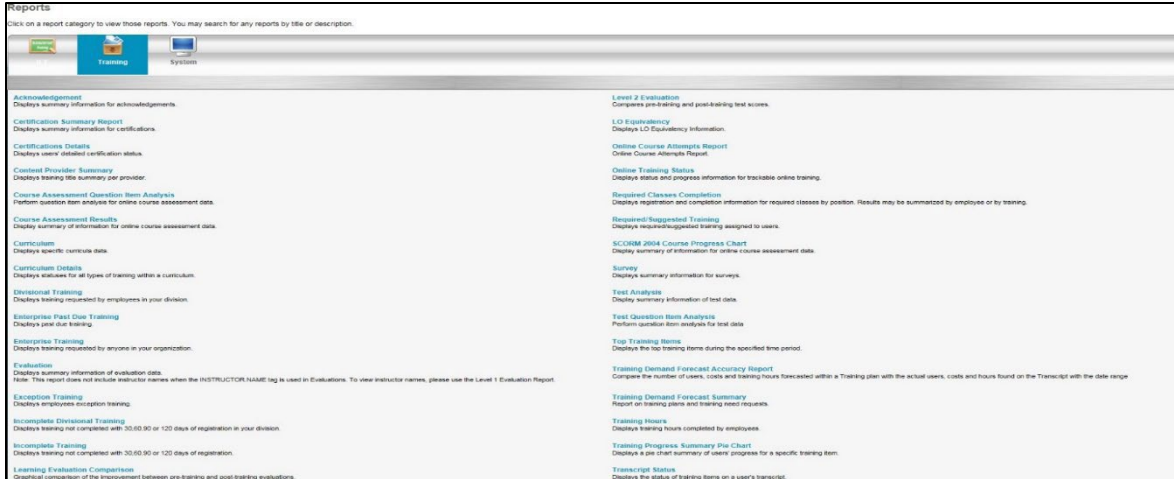 Reports
Click on a report category to view those reports. You may search for any reports by title or description.
Training
System
Acknowledgement
Displays summary information for acknowledgements.
Certification Summary Report
Displays summary information for certifications.
Certifications Details
Displays users' detailed certification status.
Content Provider Summary
Displays training title summary per provider.
Course Assessment Question Item Analysis
Perform question item analysis for online course assessment data.
Course Assessment Results
Display summary of information for online course assessment data.
Curriculum
Displays specific curricula data.
Curriculum Details
Displays statuses for all types of training within a curriculum.
Divisional Training
Displays training requested by employees in your division.
Enterprise Past Due Training
Displays past due training.
Enterprise Training
Displays training requested by anyone in your organization.
Evaluation
Displays summary information of evaluation data.
Note: This report does not include instructor names when the INSTRUCTOR.NAME tag is used in Evaluations. To view instructor names, please use the Level 1 Evaluation Report.
Exception Training
Displays employees exception training.
Incomplete Divisional Training
Displays training not completed with 30,60,90 or 120 days of registration in your division.
Incomplete Training
Displays training not completed with 30,60,90 or 120 days of registration.
Learning Evaluation Comparison
Graphical comparison of the improvement between pre-training and post-training evaluations.
Level 2 Evaluation
Compares pre-training and post-training test scores.
LO Equivalency
Displays LO Equivalency Information.
Online Course Attempts Report
Online Course Attempts Report.
Online Training Status
Displays status and progress information for trackable online training.
Required Classes Completion
Displays registration and completion information for required classes by position. Results may be summarized by employee or by training.
Required/Suggested Training
Displays required/suggested training assigned to users.
SCORM 2004 Course Progress Chart
Display summary of information for online course assessment data.
Survey
Displays summary information for surveys.
Test Analysis
Display summary information of test data.
Test Question Item Analysis
Perform question item analysis for test data
Top Training Items
Displays the top training items during the specified time period.
Training Demand Forecast Accuracy Report
Compare the number of users, costs and training hours forecasted within a Training plan with the actual users, costs and hours found on the Transcript with the date range
Training Demand Forecast Summary
Report on training plans and training need requests.
Training Hours
Displays training hours completed by employees.
Training Progress Summary Pie Chart
Displays a pie chart summary of users' progress for a specific training item.
Transcript Status
Displays the status of training items on a user's transcript.